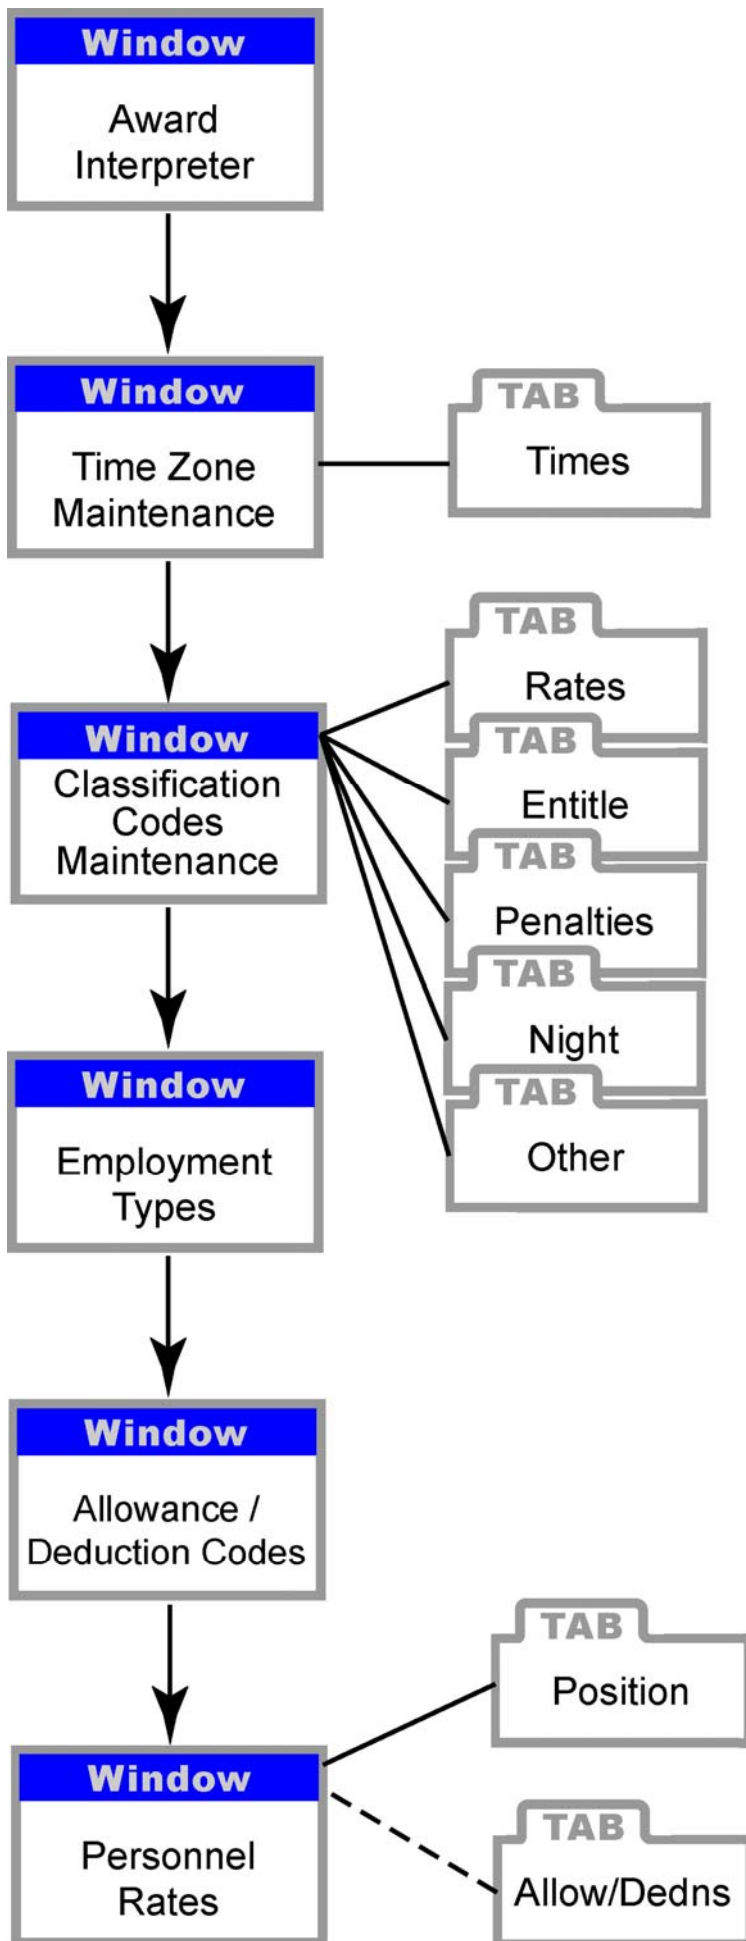 Window
Award
Interpreter
Window
Time Zone
Maintenance
TAB
Times
Window
Classification
Codes
Maintenance
TAB
Rates
TAB
Entitle
TAB
Penalties
TAB
Night
TAB
Other
Window
Employment
Types
Window
Allowance /
Deduction Codes
Window
Personnel
Rates
TAB
Position
TAB
Allow/Dedns